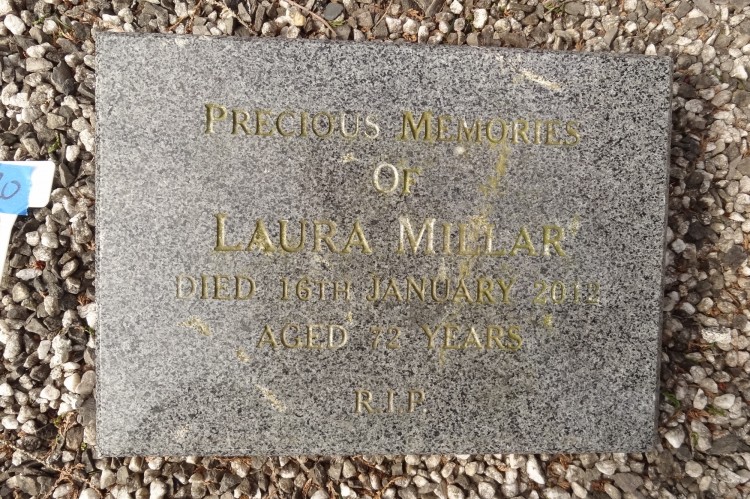 PRECIOUS MEMORIES
OF
LAURA MILLAR
DIED 16TH JANUARY 2012
AGED 72 YEARS
R.I.P.